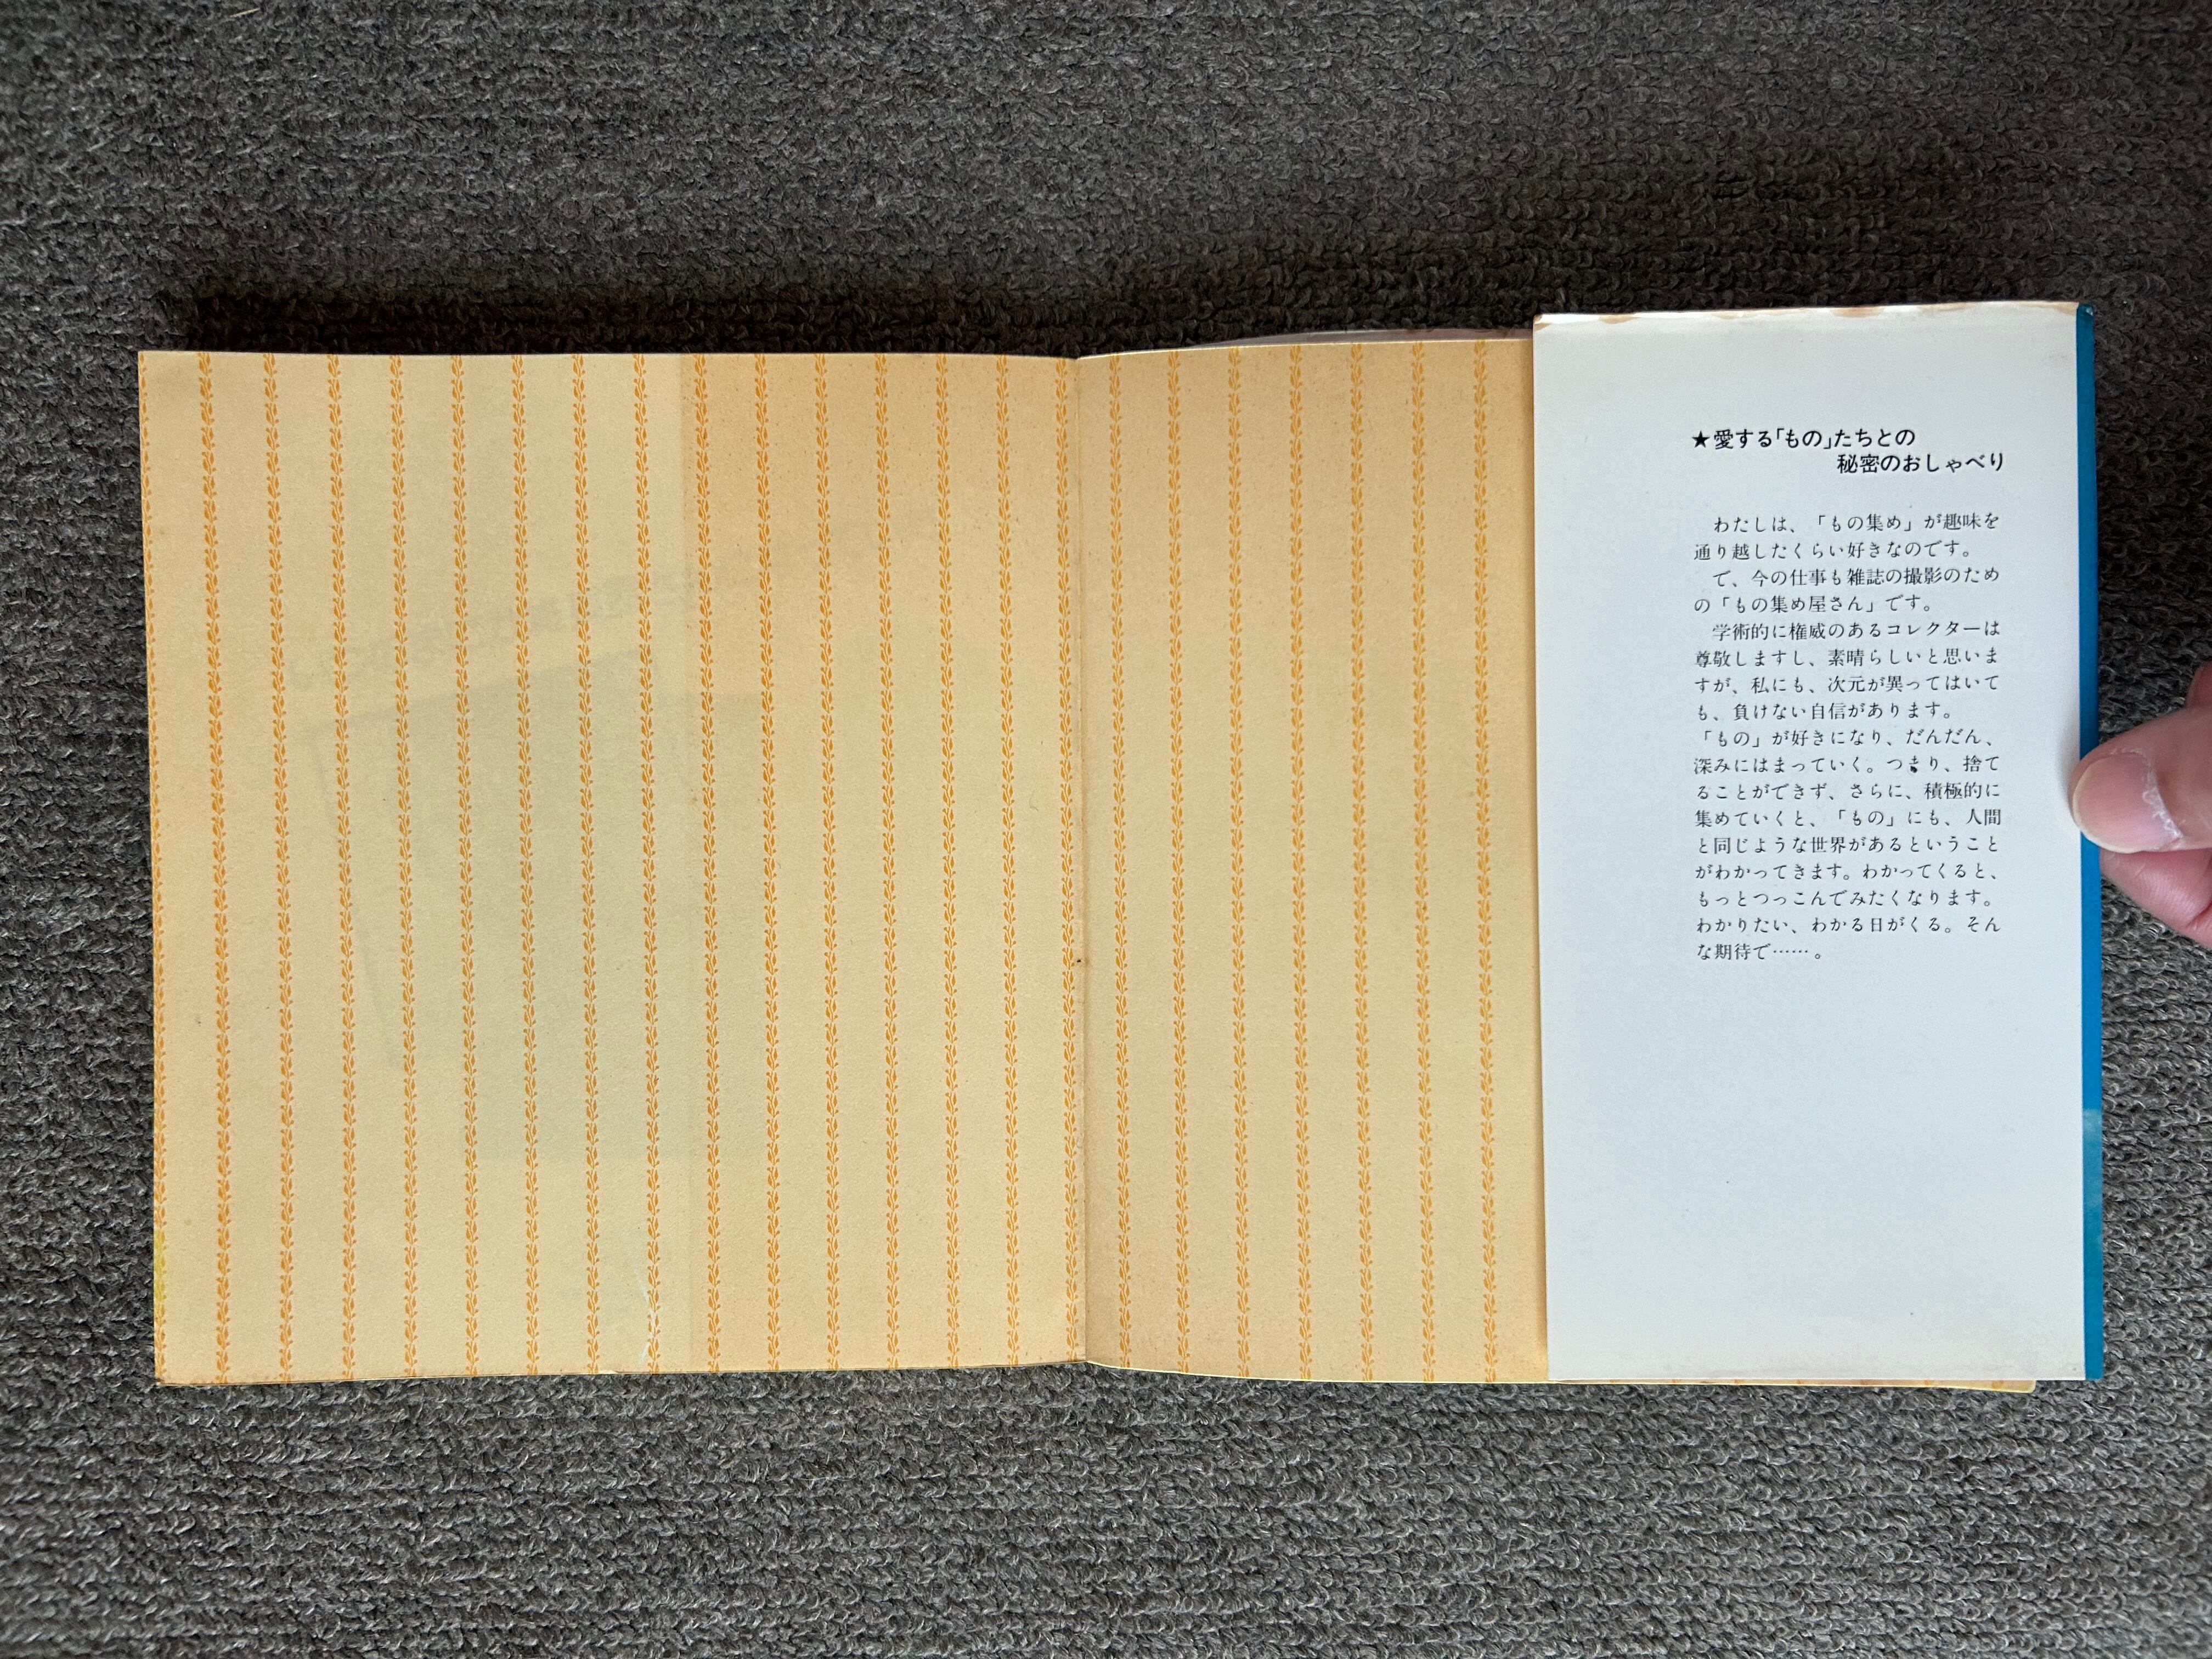 ★愛する「もの」たちとの
秘密のおしゃべり
わたしは、「もの集め」が趣味を
通り越したくらい好きなのです。
で、今の仕事も雑誌の撮影のため
の「もの集め屋さん」です。
学術的に権威のあるコレクターは
尊敬しますし、素晴らしいと思いま
すが、私にも、次元が異ってはいて
も、負けない自信があります。
「もの」が好きになり、だんだん、
深みにはまっていく。つまり、捨て
ることができず、さらに、積極的に
集めていくと、「もの」にも、人間
と同じような世界があるということ
がわかってきます。わかってくると、
もっとつっこんでみたくなります。
わかりたい、わかる日がくる。そん
な期待で……。